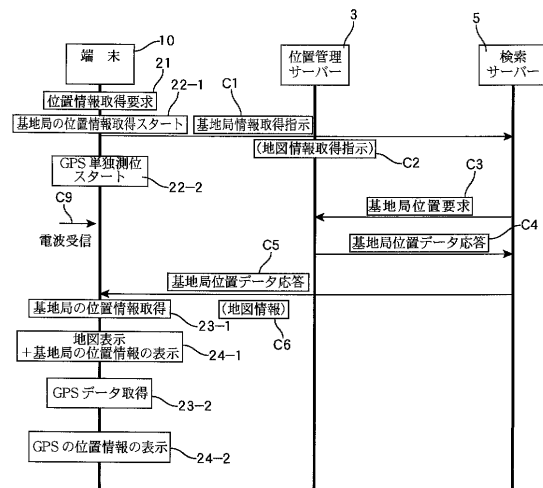 10
端 末
3
位置管理
サーバー
5
検索
サーバー
21
位置情報取得要求
22-1
基地局の位置情報取得スタート
C1
基地局情報取得指示
(地図情報取得指示)
C2
GPS 単独測位
スタート
22-2
C3
基地局位置要求
C9
電波受信
C4
基地局位置データ応答
C5
基地局位置データ応答
(地図情報)
C6
基地局の位置情報取得
23-1
地図表示
+基地局の位置情報の表示
24-1
GPSデータ取得
23-2
GPSの位置情報の表示
24-2